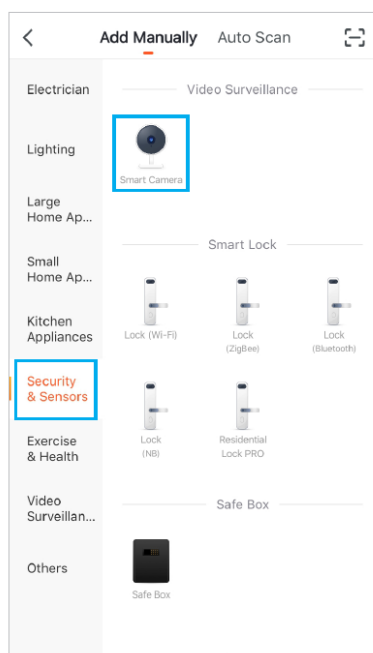 Add Manually Auto Scan
Electrician
Lighting
Large
Home Ap...
Small
Home Ap...
Kitchen
Appliances
Security
& Sensors
Exercise
& Health
Video
Surveillan...
Others
Video Surveillance
Smart Camera
Smart Lock
Lock (Wi-Fi)
Lock
(ZigBee)
Lock
(Bluetooth)
Lock
(NB)
Residential
Lock PRO
Safe Box
Safe Box